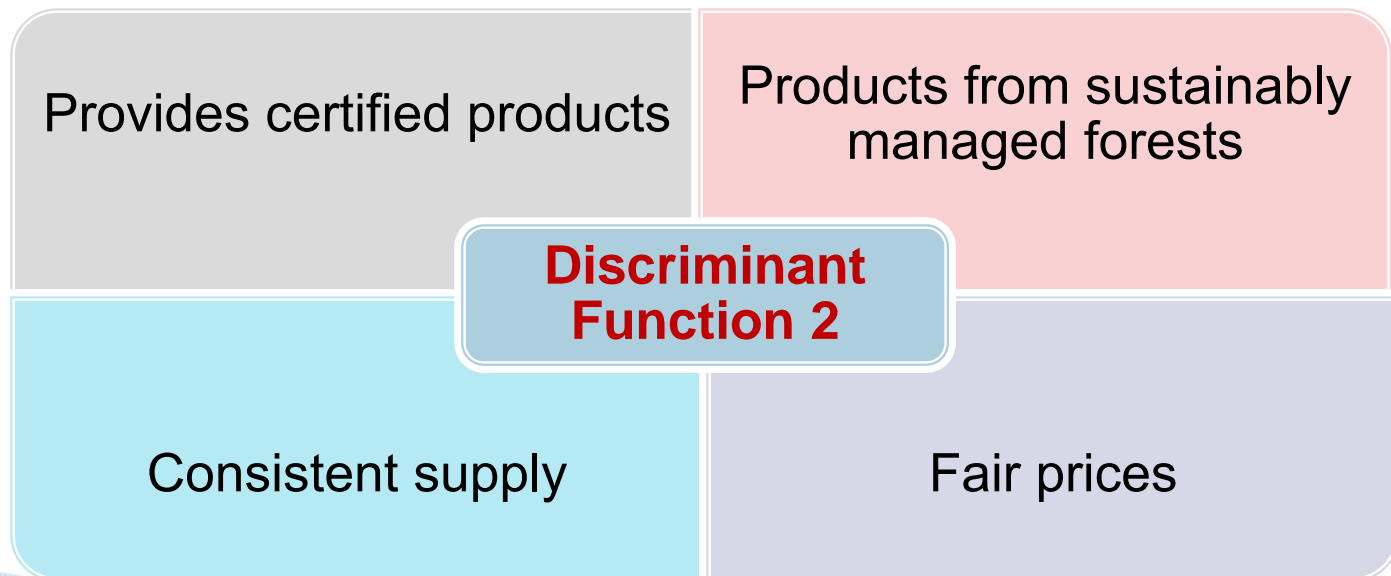 Provides certified products
Products from sustainably
managed forests
Discriminant
Function 2
Consistent supply
Fair prices